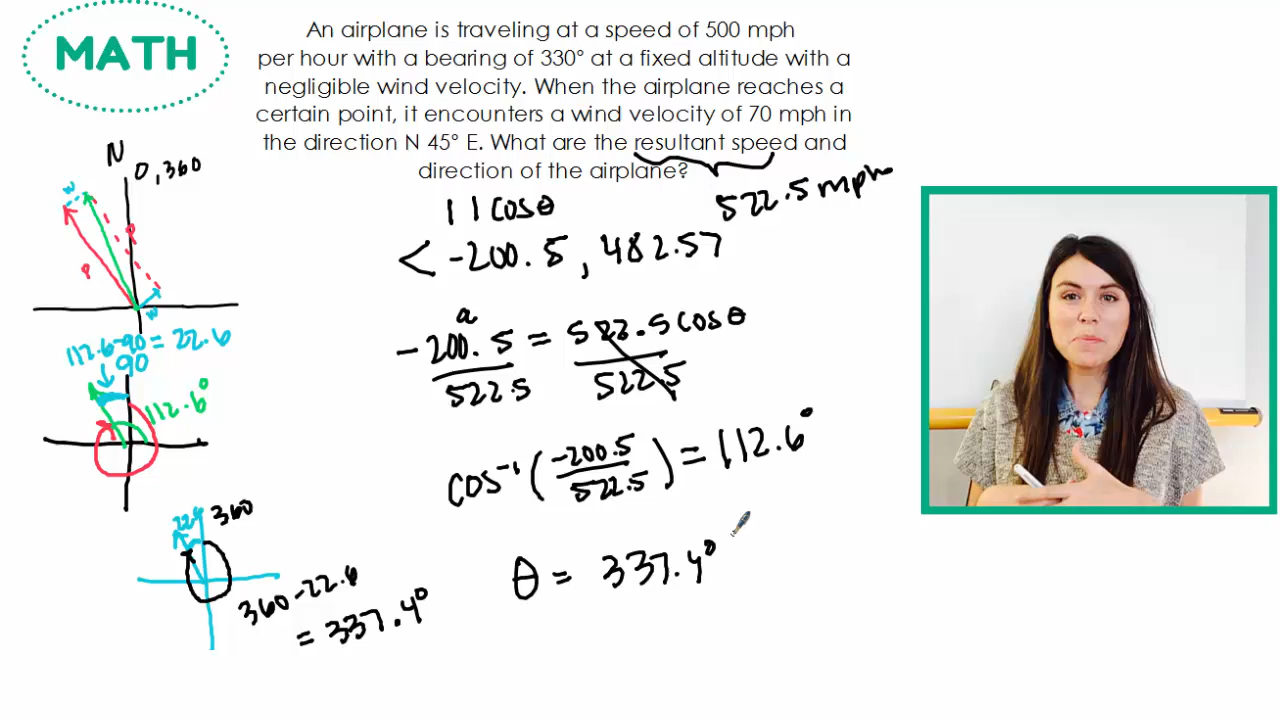 MATH
An airplane is traveling at a speed of 500 mph
per hour with a bearing of 330° at a fixed altitude with a
negligible wind velocity. When the airplane reaches a
certain point, it encounters a wind velocity of 70 mph in
the direction N 45° E. What are the resultant speed and
direction of the airplane?
522.5 mph
N
0, 360
w
P
P
w
112.6-90 = 22.6
90
112.6°
| | cosθ
< -200.5, 482.57
a
-200.5 = 522.5 cosθ
522.5 522.5
cos⁻¹ (-200.5/522.5) = 112.6°
θ = 337.4°
360
360-22.6
= 337.4°